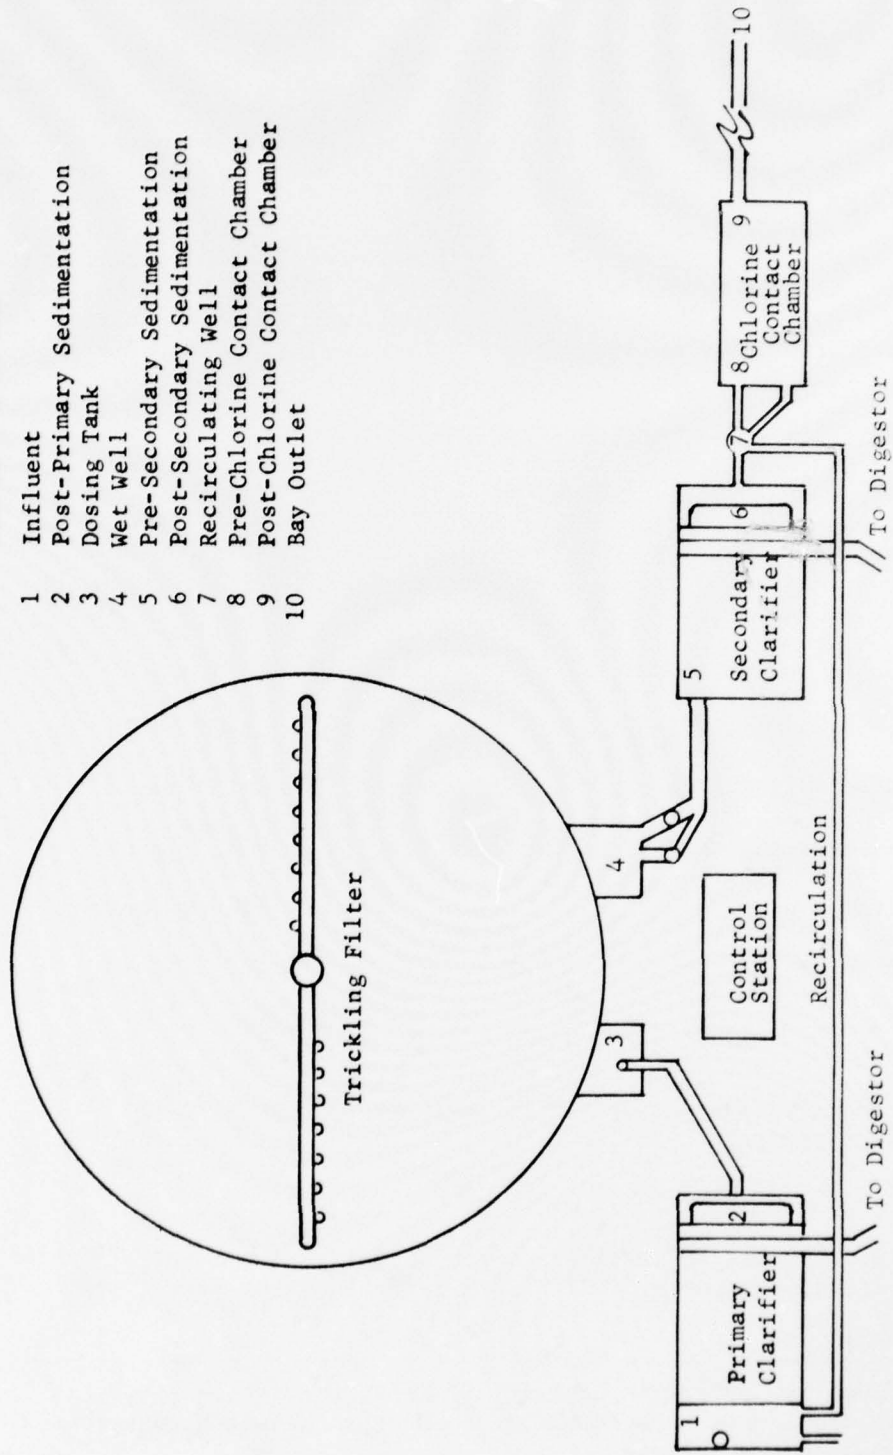 1 Influent
2 Post-Primary Sedimentation
3 Dosing Tank
4 Wet Well
5 Pre-Secondary Sedimentation
6 Post-Secondary Sedimentation
7 Recirculating Well
8 Pre-Chlorine Contact Chamber
9 Post-Chlorine Contact Chamber
10 Bay Outlet
Trickling Filter
3
4
1
Primary
Clarifier
2
Control
Station
5
Secondary
Clarifier
6
7
8
Chlorine
Contact
Chamber
9
10
Recirculation
To Digestor
To Digestor